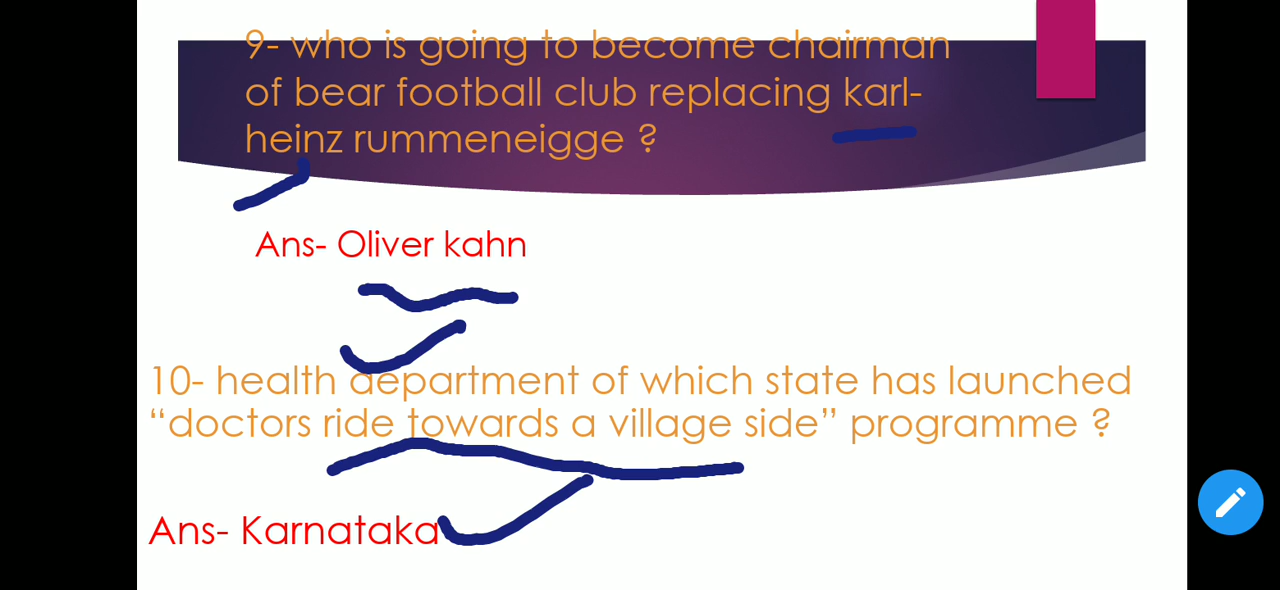 9- who is going to become chairman
of bear football club replacing karl-
heinz rummeneigge ?
Ans- Oliver kahn
10- health department of which state has launched
“doctors ride towards a village side” programme ?
Ans- Karnataka